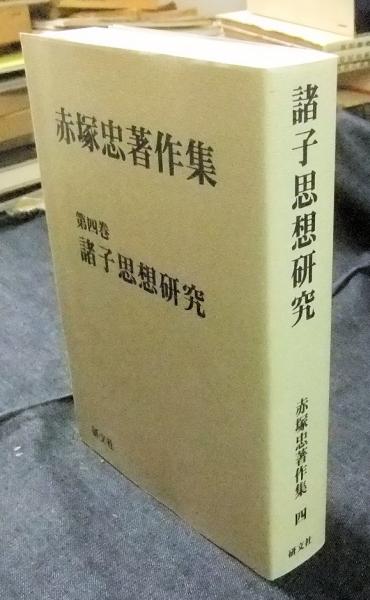 赤塚忠著作集
第四巻
諸子思想研究
研文社
諸子思想研究
赤塚忠著作集 四
研文社